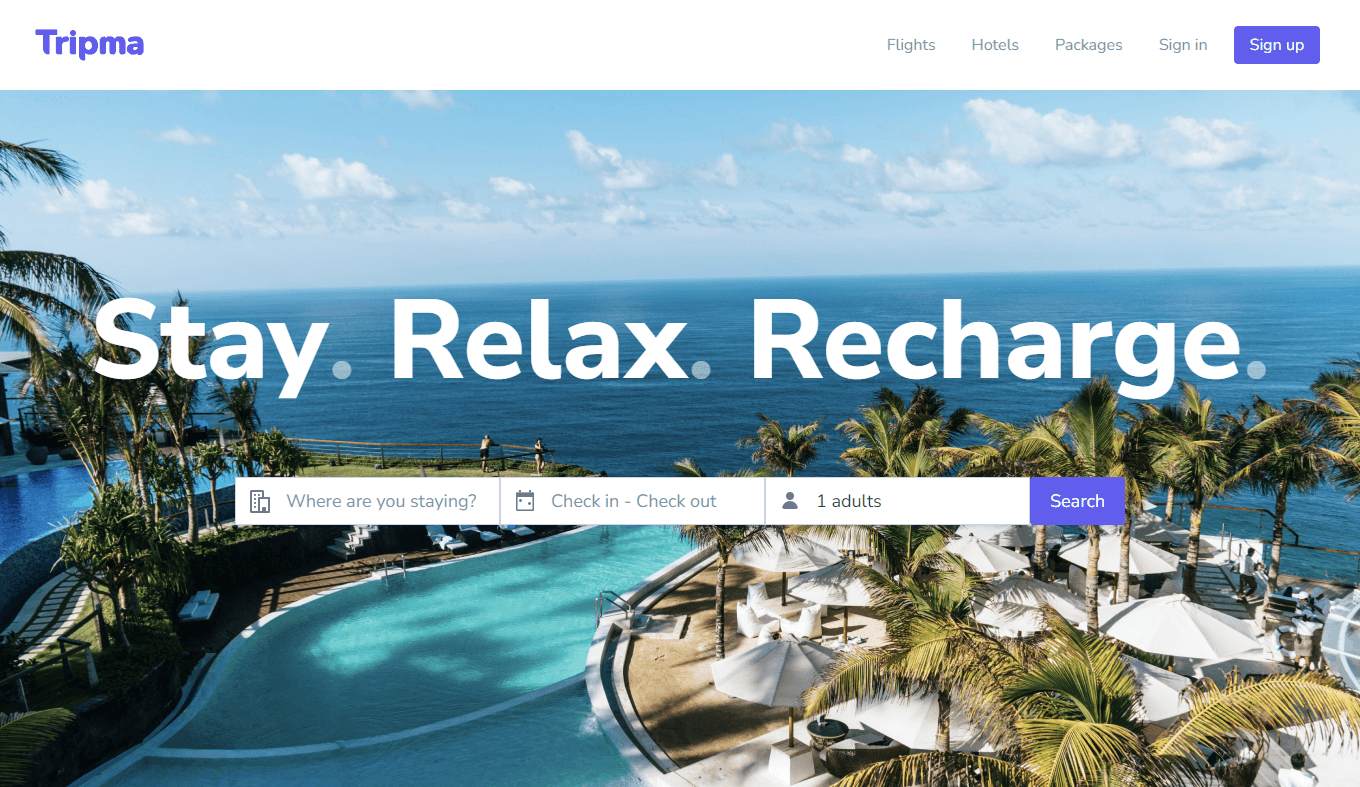 Tripma
Flights Hotels Packages Sign in Sign up
Stay. Relax. Recharge.
Where are you staying? Check in - Check out 1 adults Search